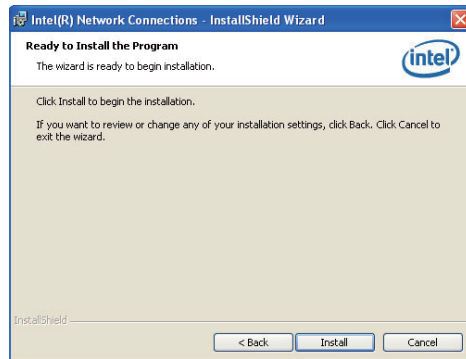 Intel(R) Network Connections - InstallShield Wizard
Ready to Install the Program
The wizard is ready to begin installation.
intel
Click Install to begin the installation.
If you want to review or change any of your installation settings, click Back. Click Cancel to
exit the wizard.
InstallShield
< Back
Install
Cancel